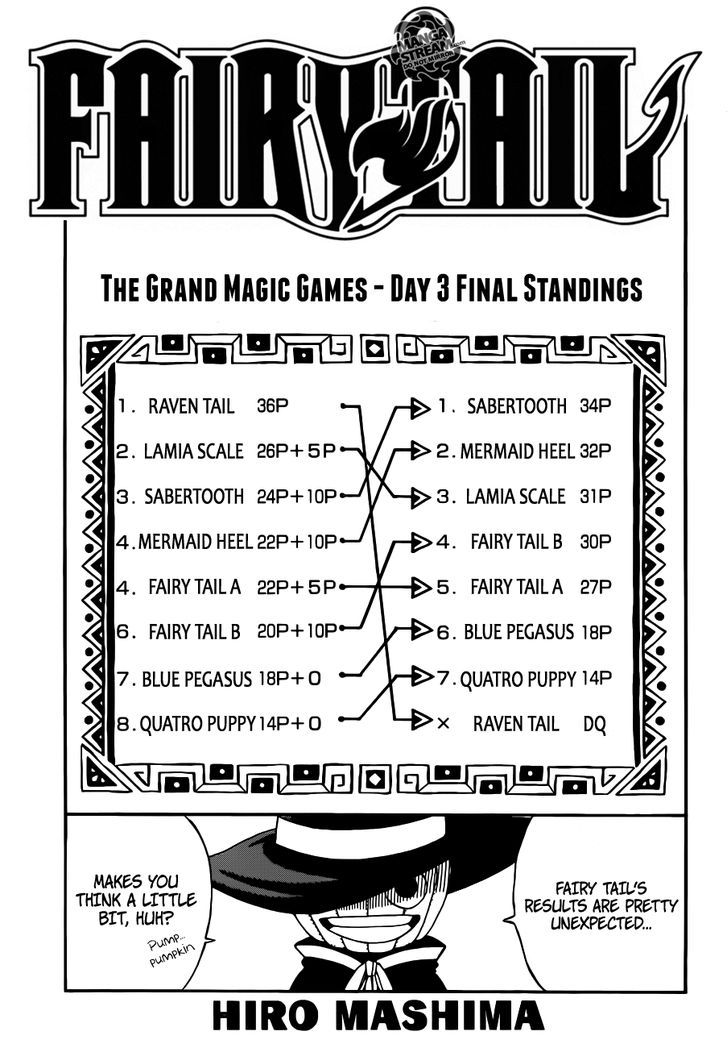 MANGA
STREAM.com
DO NOT MIRROR
FAIRY TAIL
The Grand Magic Games - Day 3 Final Standings
1. RAVEN TAIL 36P 1. SABERTOOTH 34P
2. LAMIA SCALE 26P+5P 2. MERMAID HEEL 32P
3. SABERTOOTH 24P+10P 3. LAMIA SCALE 31P
4. MERMAID HEEL 22P+10P 4. FAIRY TAIL B 30P
4. FAIRY TAIL A 22P+5P 5. FAIRY TAIL A 27P
6. FAIRY TAIL B 20P+10P 6. BLUE PEGASUS 18P
7. BLUE PEGASUS 18P+0 7. QUATRO PUPPY 14P
8. QUATRO PUPPY 14P+0 × RAVEN TAIL DQ
FAIRY TAIL'S
RESULTS ARE PRETTY
UNEXPECTED...
MAKES YOU
THINK A LITTLE
BIT, HUH?
Pump...
pumpkin
HIRO MASHIMA